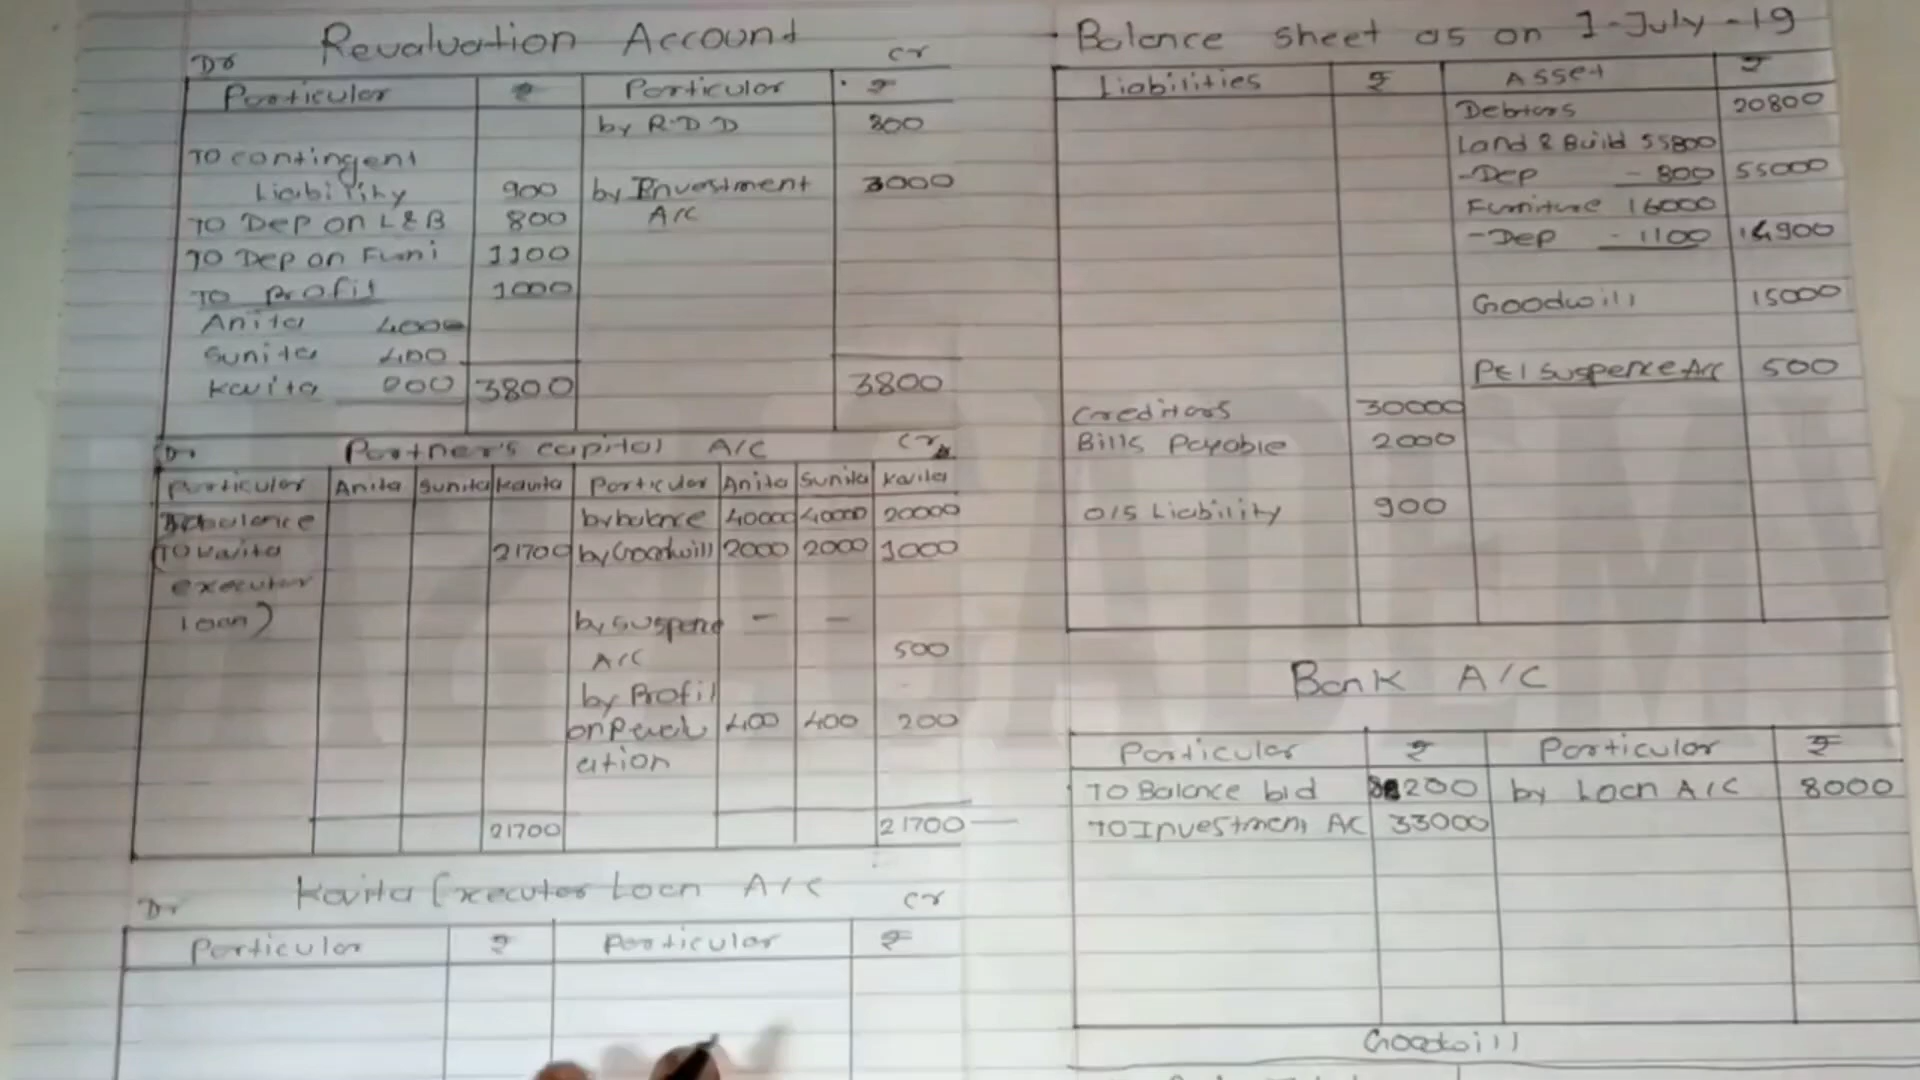 Revaluation Account
Dr Cr
Particular ₹ Particular ₹
by R.D.D 800
To contingent
Liability 900 by Investment 3000
To Dep on L&B 800 A/C
To Dep on Furni 1100
To Profit 1000
Anita 400
Sunita 400
Kavita 200 3800 3800
Partner's capital A/C
Dr Cr
Particular Anita Sunita Kavita Particular Anita Sunita Kavita
balance by balance 40000 40000 20000
(To Kavita 21700 by Goodwill 2000 2000 1000
executor
loan) by suspence — —
A/C 500
by Profit
on Reval 400 400 200
ation
21700 21700
Kavita Executor Loan A/C
Dr Cr
Particular ₹ Particular ₹
Balance sheet as on 1-July-19
Liabilities ₹ Asset ₹
Debtors 20800
Land & Build 55800
-Dep - 800 55000
Furniture 16000
-Dep - 1100 14900
Goodwill 15000
P&l Suspence A/c 500
Creditors 30000
Bills Payable 2000
O/S Liability 900
Bank A/C
Particular ₹ Particular ₹
To Balance b/d by Loan A/C 8000
To Investment AC 33000
Goodwill